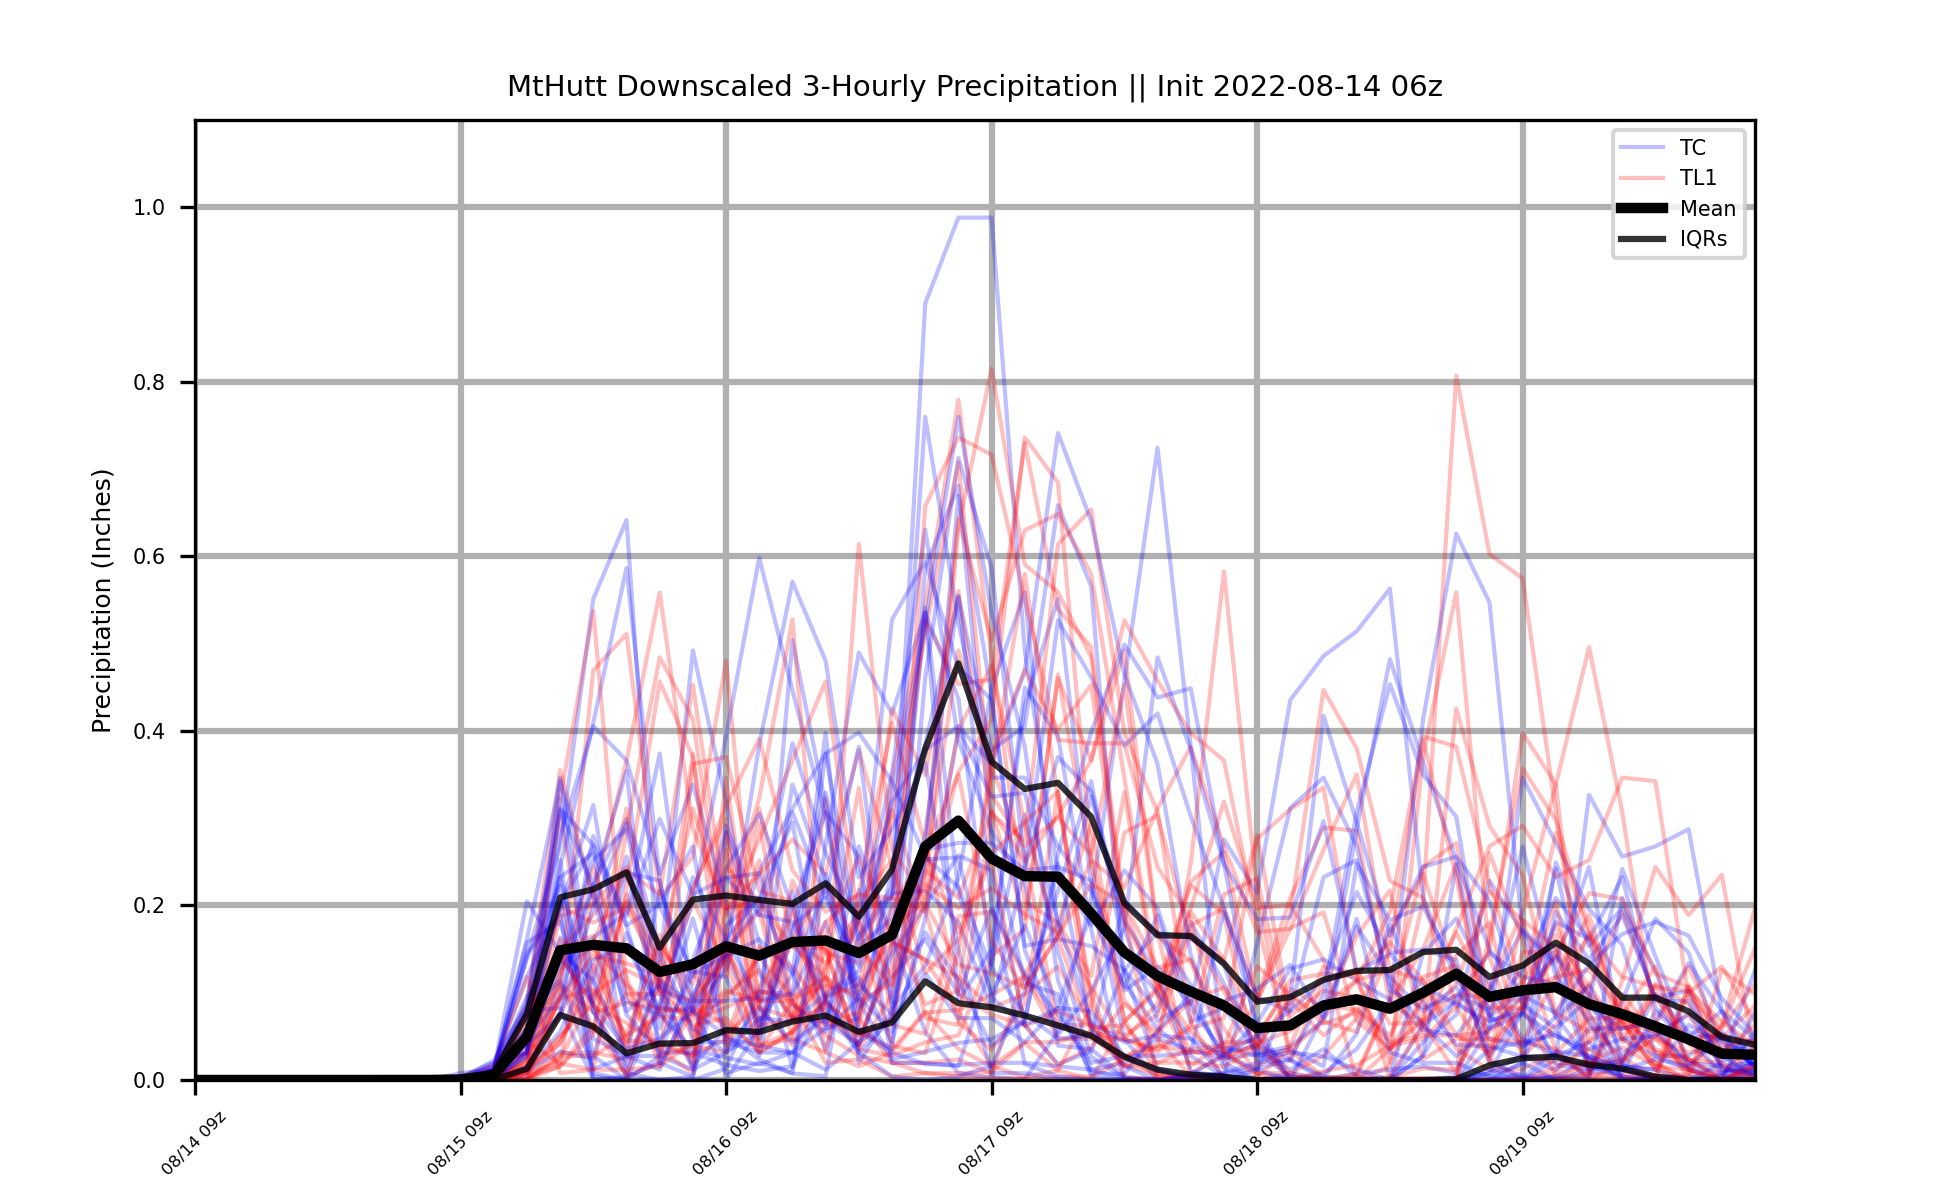 MtHutt Downscaled 3-Hourly Precipitation || Init 2022-08-14 06z
TC
TL1
Mean
IQRs
Precipitation (Inches)
1.0
0.8
0.6
0.4
0.2
0.0
08/14 09z
08/15 09z
08/16 09z
08/17 09z
08/18 09z
08/19 09z